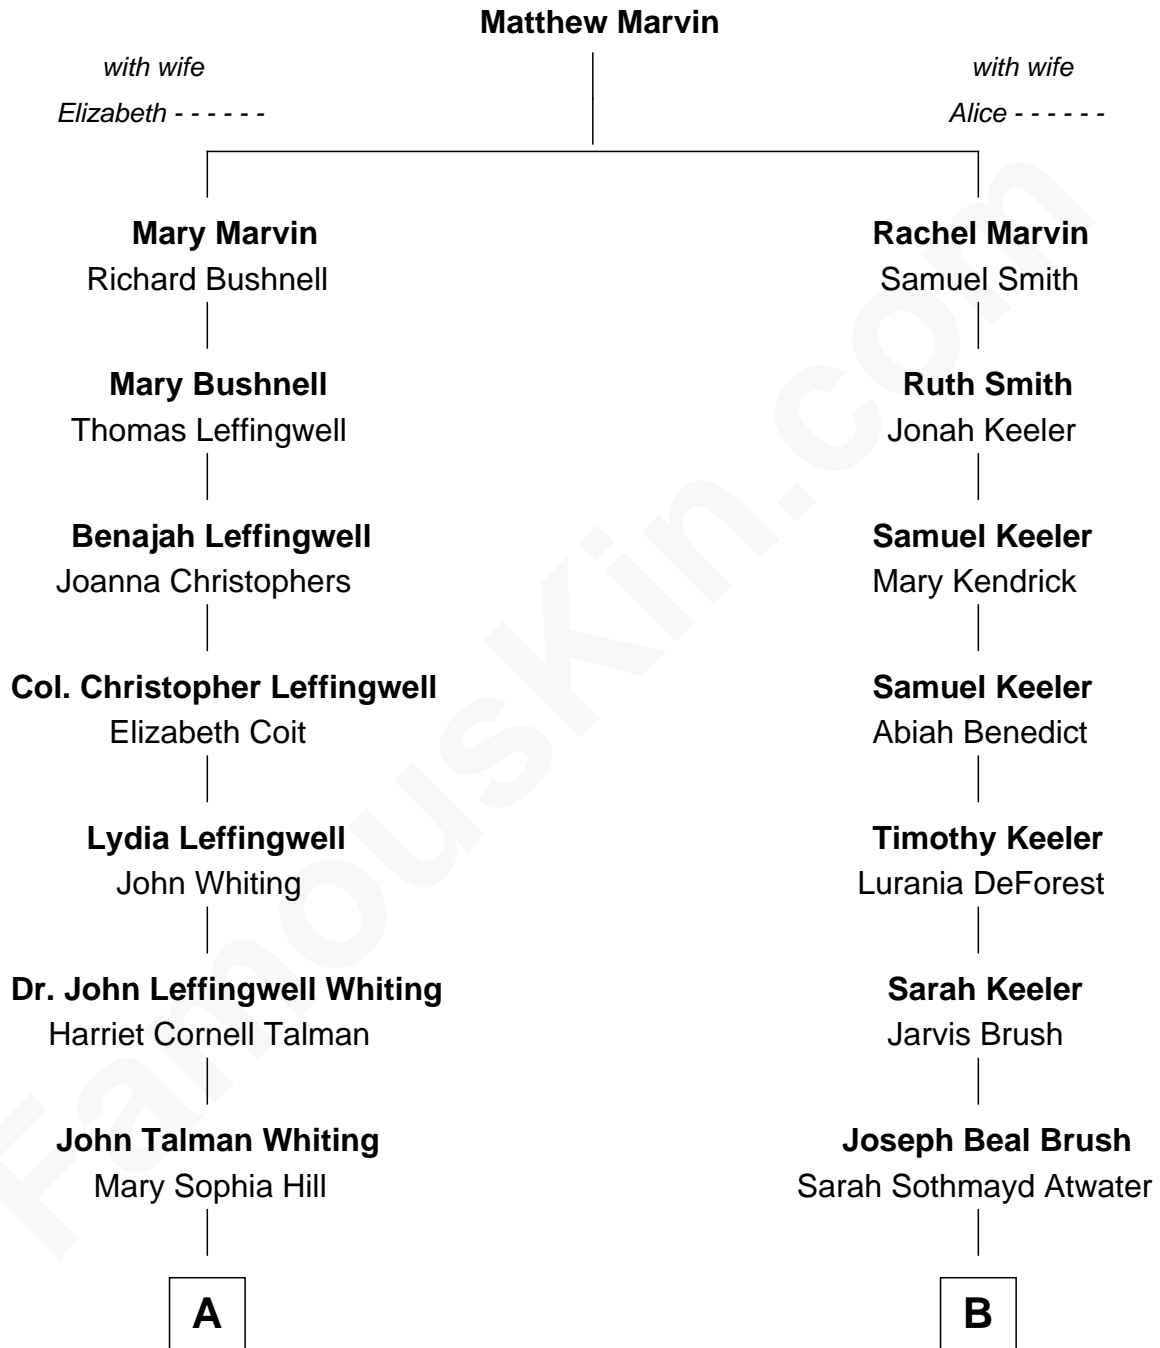 Matthew Marvin
with wife
Elizabeth - - - - - -
with wife
Alice - - - - - -
Mary Marvin
Richard Bushnell
Rachel Marvin
Samuel Smith
Mary Bushnell
Thomas Leffingwell
Ruth Smith
Jonah Keeler
Benajah Leffingwell
Joanna Christophers
Samuel Keeler
Mary Kendrick
Col. Christopher Leffingwell
Elizabeth Coit
Samuel Keeler
Abiah Benedict
Lydia Leffingwell
John Whiting
Timothy Keeler
Lurania DeForest
Dr. John Leffingwell Whiting
Harriet Cornell Talman
Sarah Keeler
Jarvis Brush
John Talman Whiting
Mary Sophia Hill
Joseph Beal Brush
Sarah Sothmayd Atwater
A
B
FamousKin.com